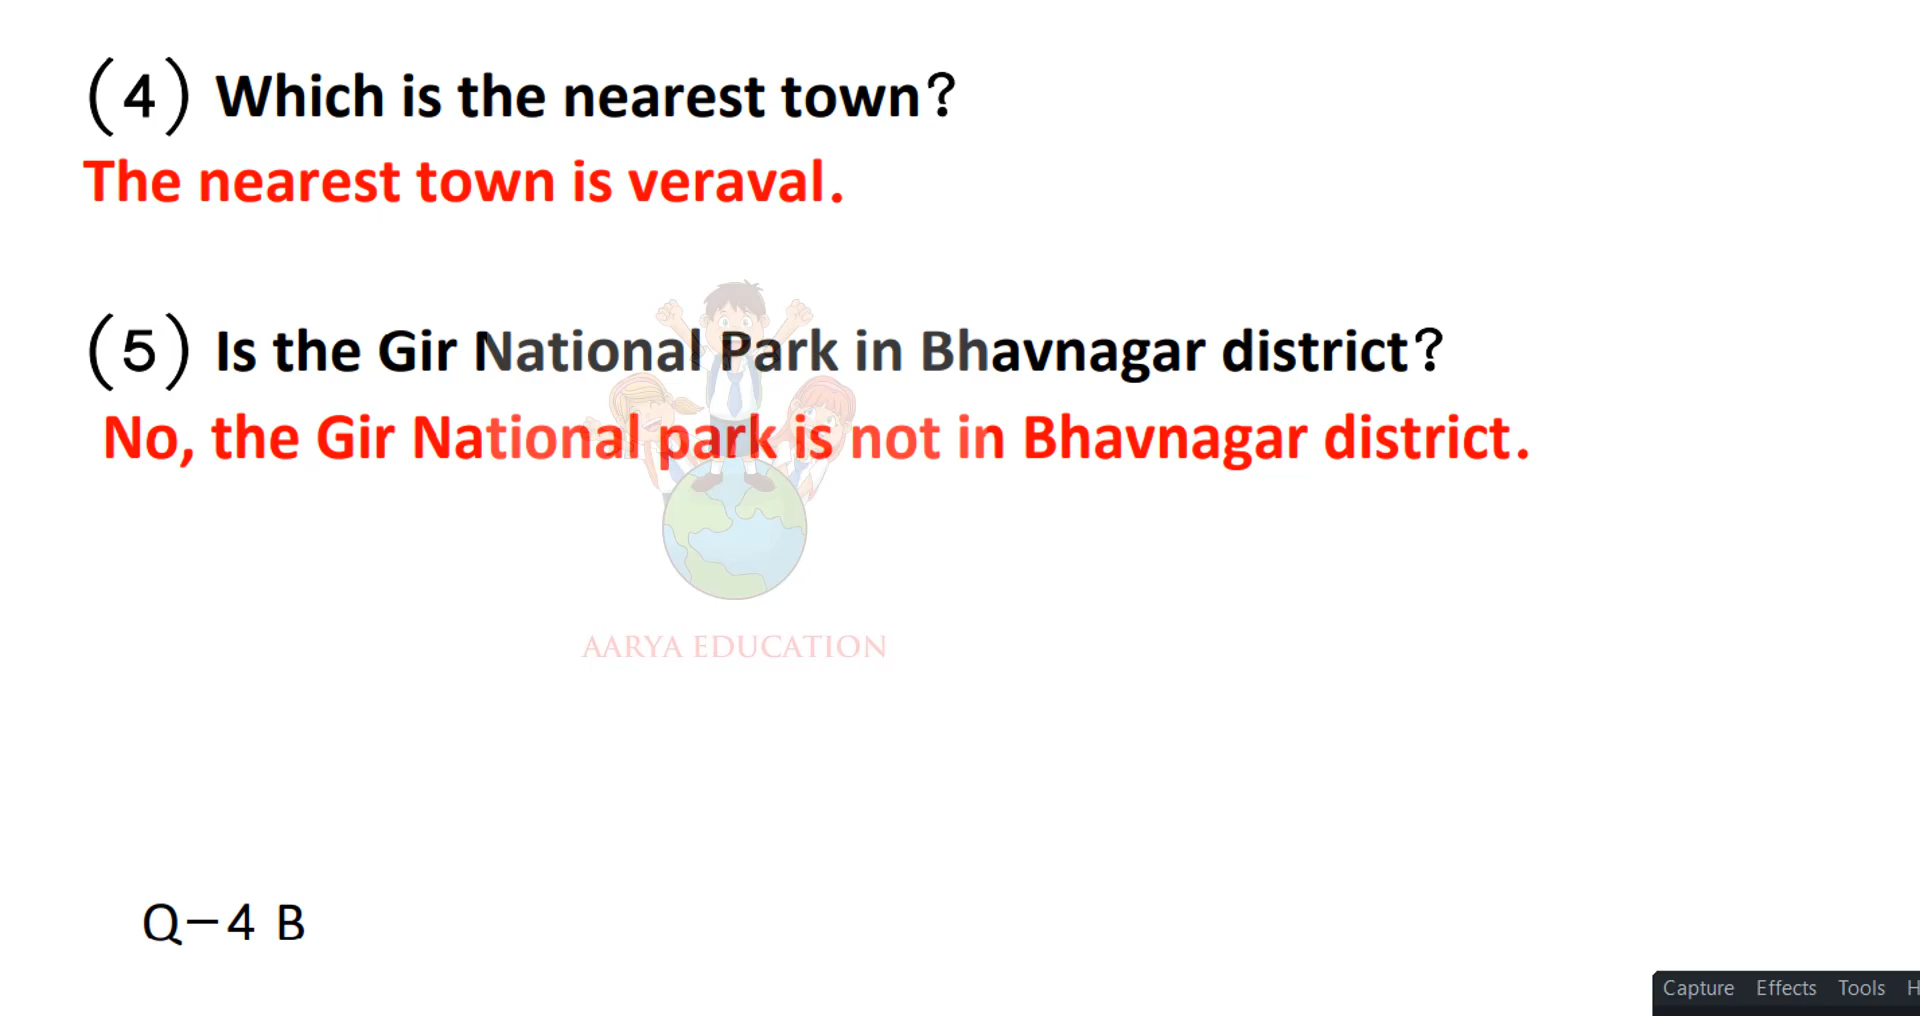 (4) Which is the nearest town?
The nearest town is veraval.
(5) Is the Gir National Park in Bhavnagar district?
No, the Gir National park is not in Bhavnagar district.
AARYA EDUCATION
Q-4 B
Capture Effects Tools